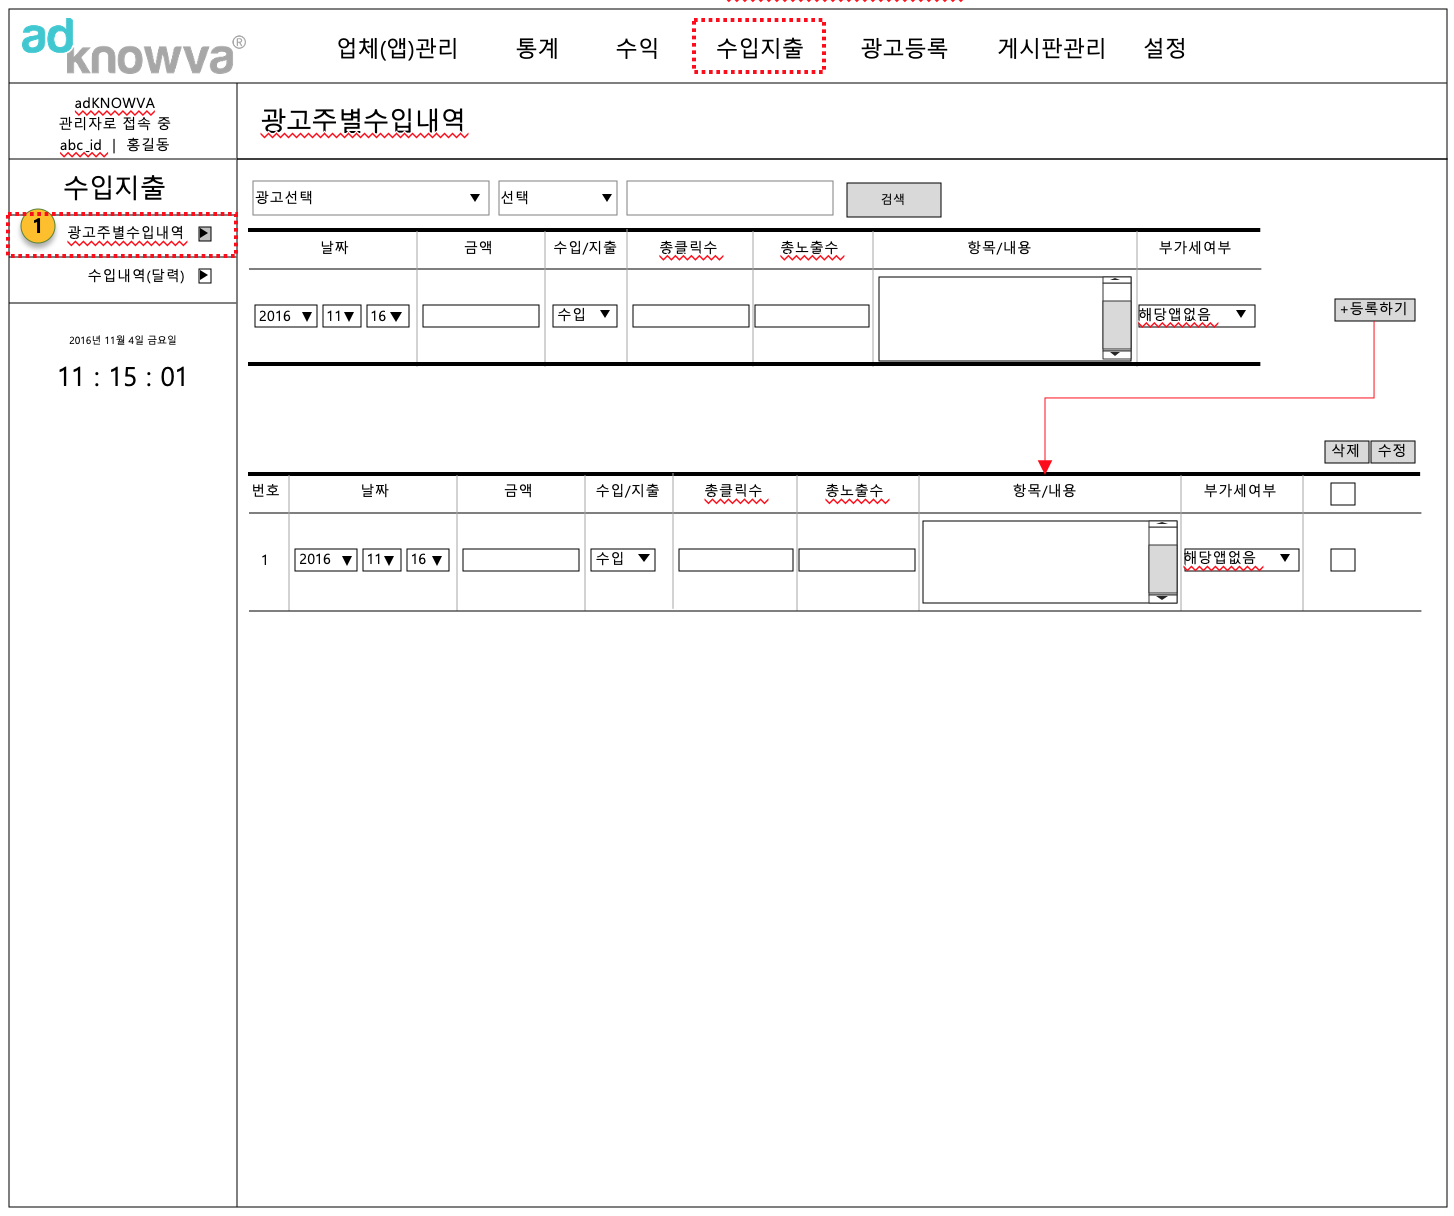 adknowva®
업체(앱)관리 통계 수익 수입지출 광고등록 게시판관리 설정
adKNOWVA
관리자로 접속 중
abc_id | 홍길동
광고주별수입내역
수입지출
1
광고주별수입내역
수입내역(달력)
2016년 11월 4일 금요일
11 : 15 : 01
광고선택 선택 검색
날짜 금액 수입/지출 총클릭수 총노출수 항목/내용 부가세여부
2016 11 16 수입 해당앱없음
+등록하기
삭제 수정
번호 날짜 금액 수입/지출 총클릭수 총노출수 항목/내용 부가세여부
1 2016 11 16 수입 해당앱없음